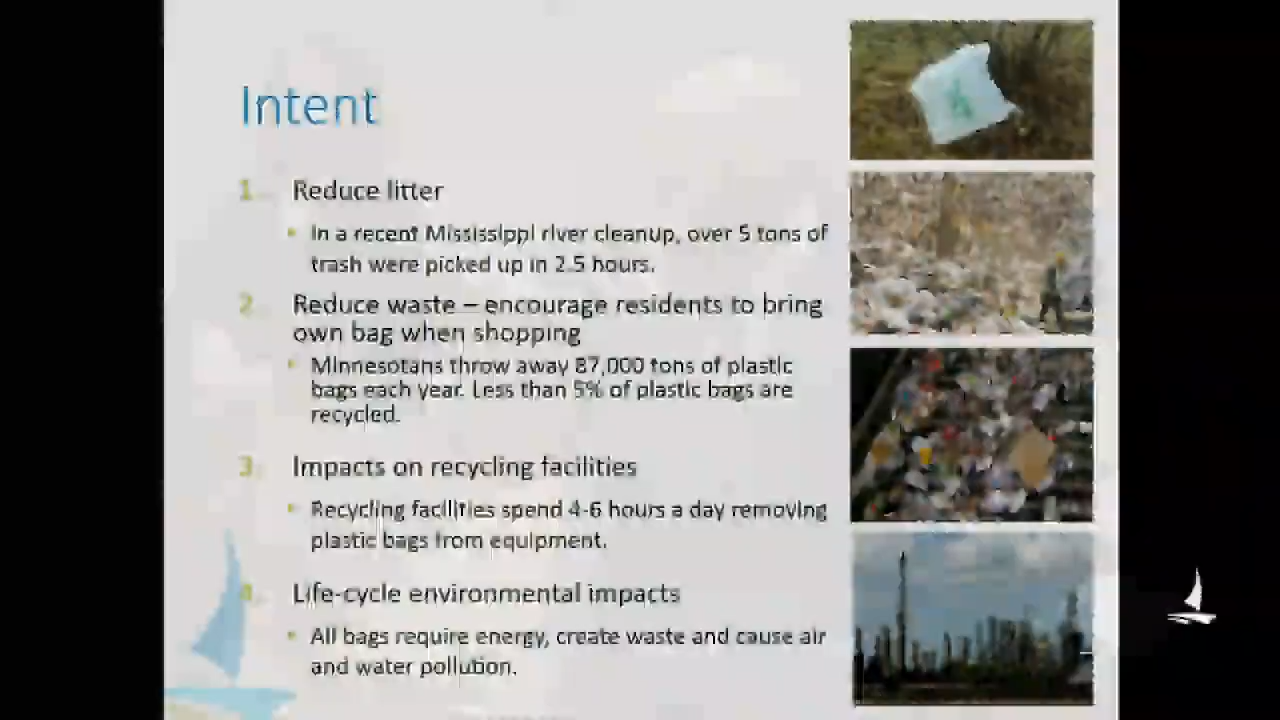 Intent
1. Reduce litter
• In a recent Mississippi river cleanup, over 5 tons of
trash were picked up in 2.5 hours.
2. Reduce waste – encourage residents to bring
own bag when shopping
• Minnesotans throw away 87,000 tons of plastic
bags each year. Less than 5% of plastic bags are
recycled.
3. Impacts on recycling facilities
• Recycling facilities spend 4-6 hours a day removing
plastic bags from equipment.
4. Life-cycle environmental impacts
• All bags require energy, create waste and cause air
and water pollution.